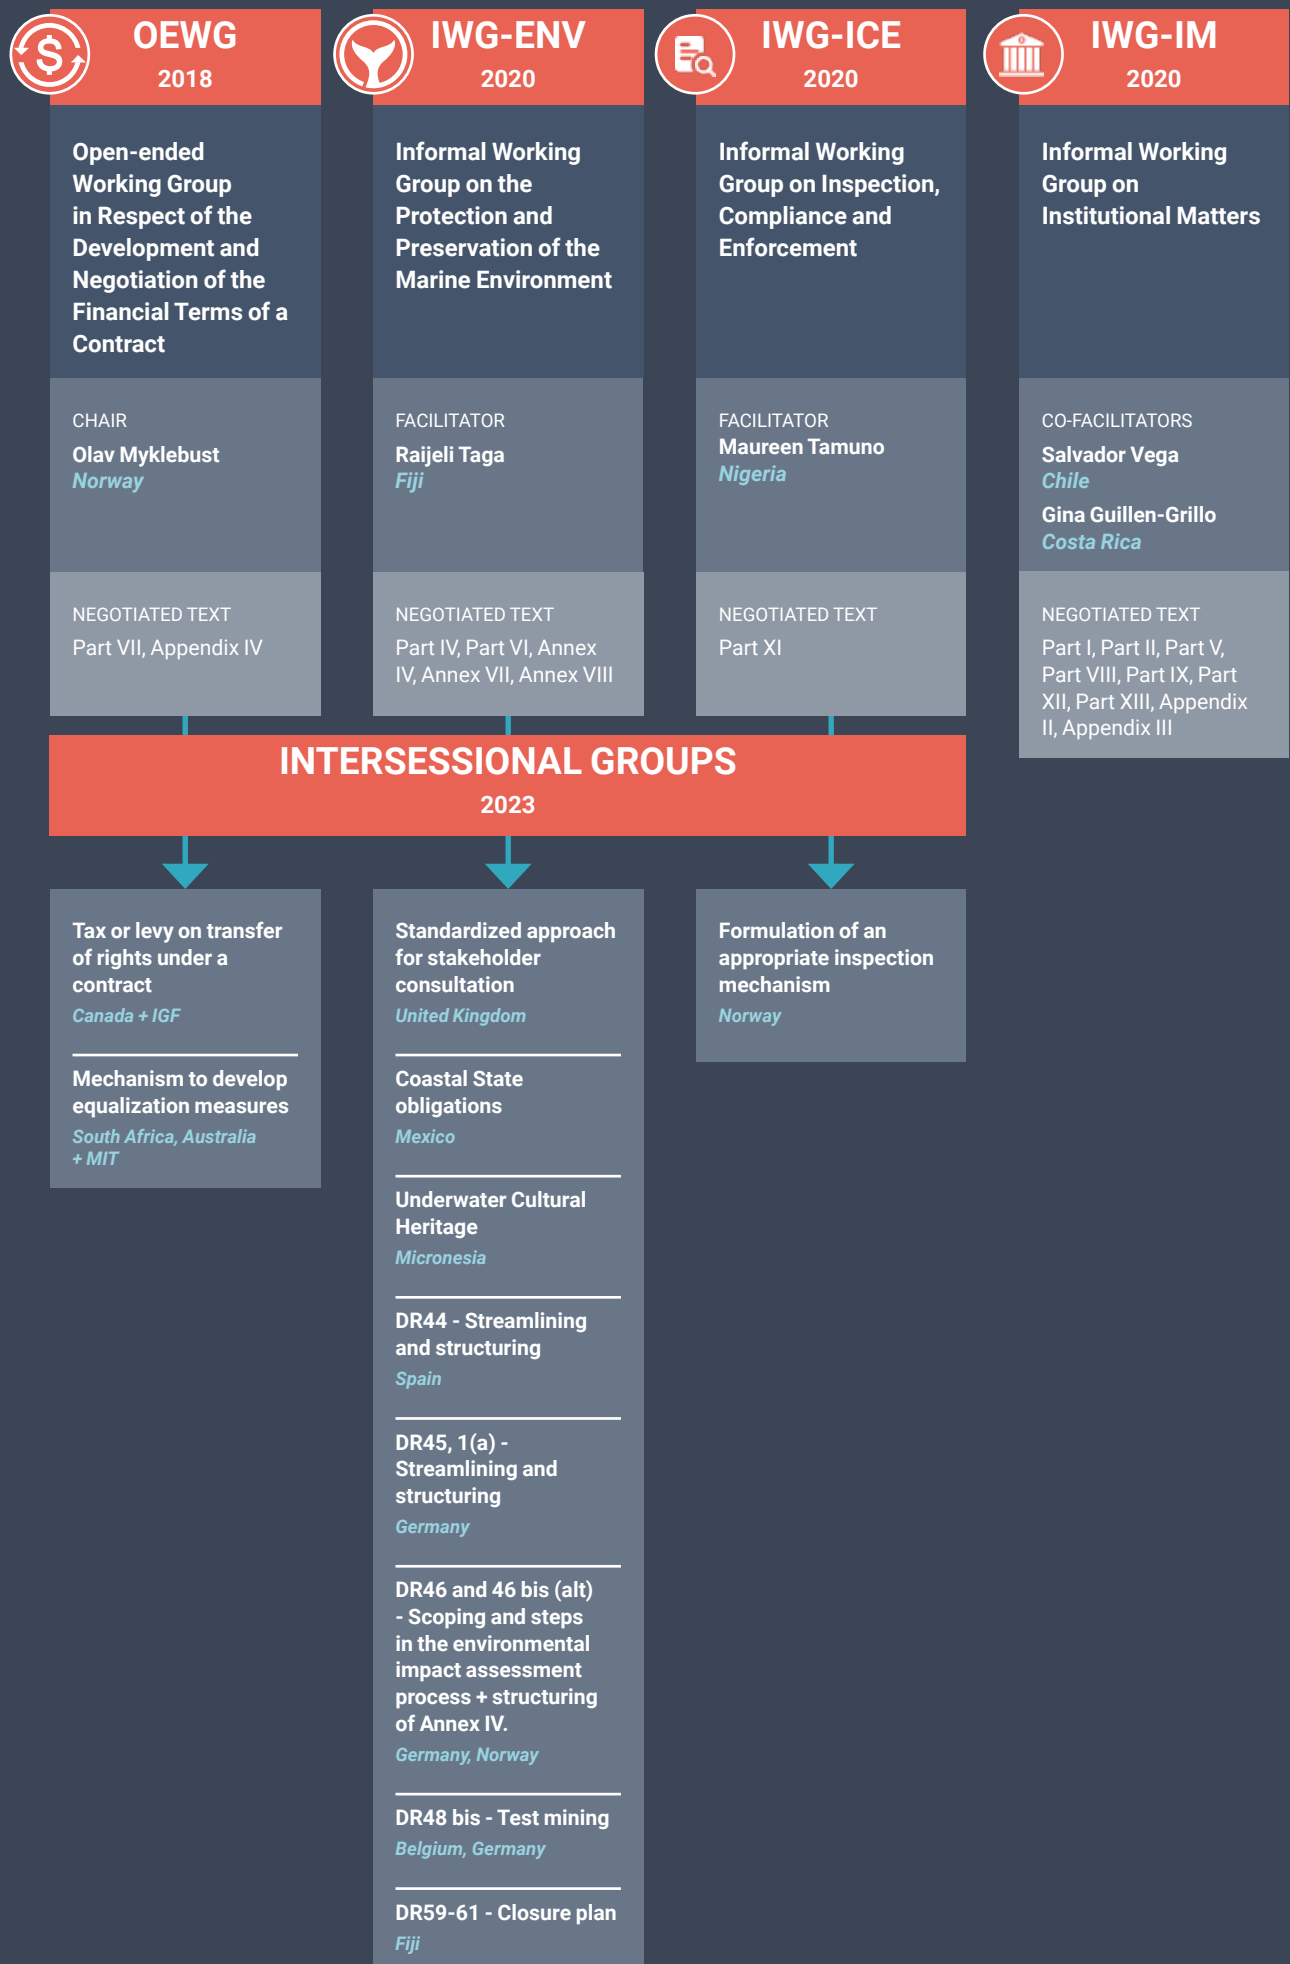 OEWG
2018
Open-ended
Working Group
in Respect of the
Development and
Negotiation of the
Financial Terms of a
Contract
CHAIR
Olav Myklebust
Norway
NEGOTIATED TEXT
Part VII, Appendix IV
IWG-ENV
2020
Informal Working
Group on the
Protection and
Preservation of the
Marine Environment
FACILITATOR
Raijeli Taga
Fiji
NEGOTIATED TEXT
Part IV, Part VI, Annex
IV, Annex VII, Annex VIII
IWG-ICE
2020
Informal Working
Group on Inspection,
Compliance and
Enforcement
FACILITATOR
Maureen Tamuno
Nigeria
NEGOTIATED TEXT
Part XI
IWG-IM
2020
Informal Working
Group on
Institutional Matters
CO-FACILITATORS
Salvador Vega
Chile
Gina Guillen-Grillo
Costa Rica
NEGOTIATED TEXT
Part I, Part II, Part V,
Part VIII, Part IX, Part
XII, Part XIII, Appendix
II, Appendix III
INTERSESSIONAL GROUPS
2023
Tax or levy on transfer
of rights under a
contract
Canada + IGF
Mechanism to develop
equalization measures
South Africa, Australia
+ MIT
Standardized approach
for stakeholder
consultation
United Kingdom
Coastal State
obligations
Mexico
Underwater Cultural
Heritage
Micronesia
DR44 - Streamlining
and structuring
Spain
DR45, 1(a) -
Streamlining and
structuring
Germany
DR46 and 46 bis (alt)
- Scoping and steps
in the environmental
impact assessment
process + structuring
of Annex IV.
Germany, Norway
DR48 bis - Test mining
Belgium, Germany
DR59-61 - Closure plan
Fiji
Formulation of an
appropriate inspection
mechanism
Norway